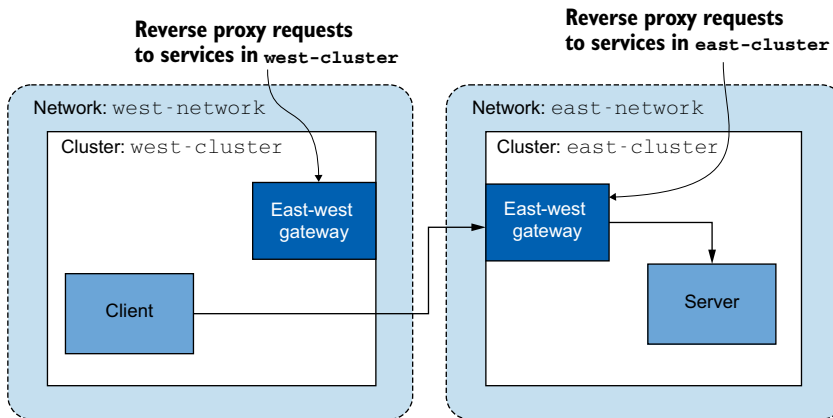 Reverse proxy requests
to services in west-cluster
Reverse proxy requests
to services in east-cluster
Network: west-network
Cluster: west-cluster
East-west
gateway
Client
Network: east-network
Cluster: east-cluster
East-west
gateway
Server